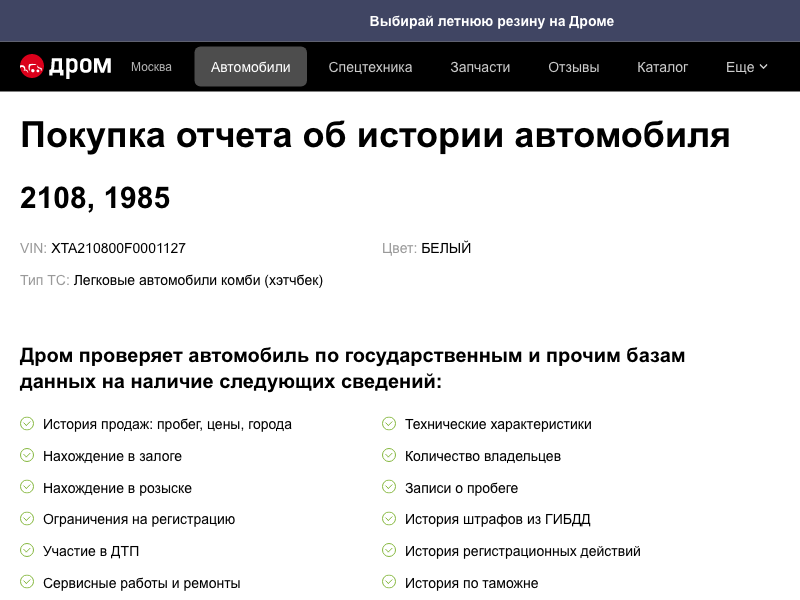 Выбирай летнюю резину на Дроме
дром Москва Автомобили Спецтехника Запчасти Отзывы Каталог Еще
Покупка отчета об истории автомобиля
2108, 1985
VIN: XTA210800F0001127 Цвет: БЕЛЫЙ
Тип ТС: Легковые автомобили комби (хэтчбек)
Дром проверяет автомобиль по государственным и прочим базам
данных на наличие следующих сведений:
История продаж: пробег, цены, города Технические характеристики
Нахождение в залоге Количество владельцев
Нахождение в розыске Записи о пробеге
Ограничения на регистрацию История штрафов из ГИБДД
Участие в ДТП История регистрационных действий
Сервисные работы и ремонты История по таможне